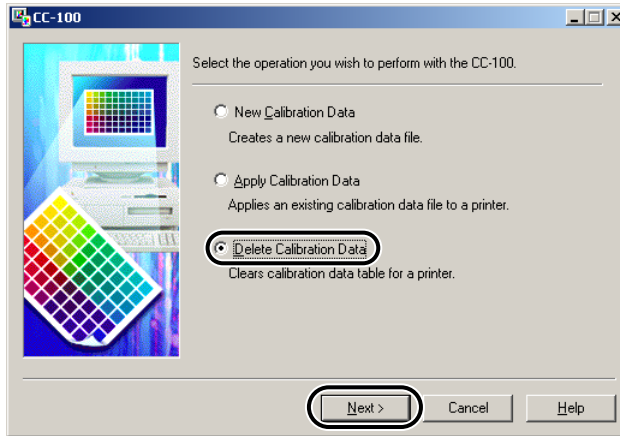 CC-100
Select the operation you wish to perform with the CC-100.
New Calibration Data
Creates a new calibration data file.
Apply Calibration Data
Applies an existing calibration data file to a printer.
Delete Calibration Data
Clears calibration data table for a printer.
Next >
Cancel
Help